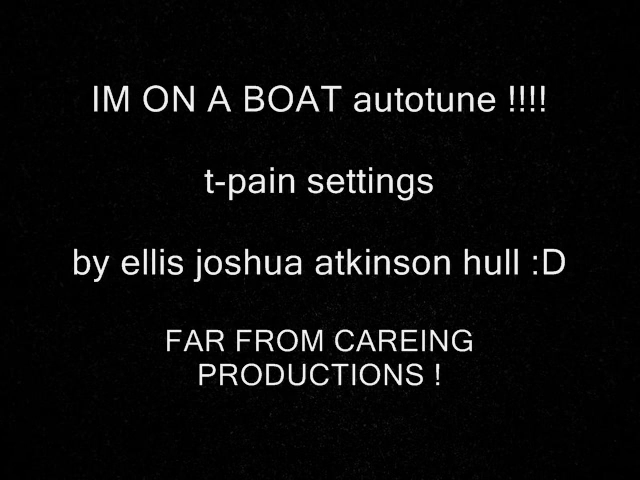 IM ON A BOAT autotune !!!!
t-pain settings
by ellis joshua atkinson hull :D
FAR FROM CAREING
PRODUCTIONS !